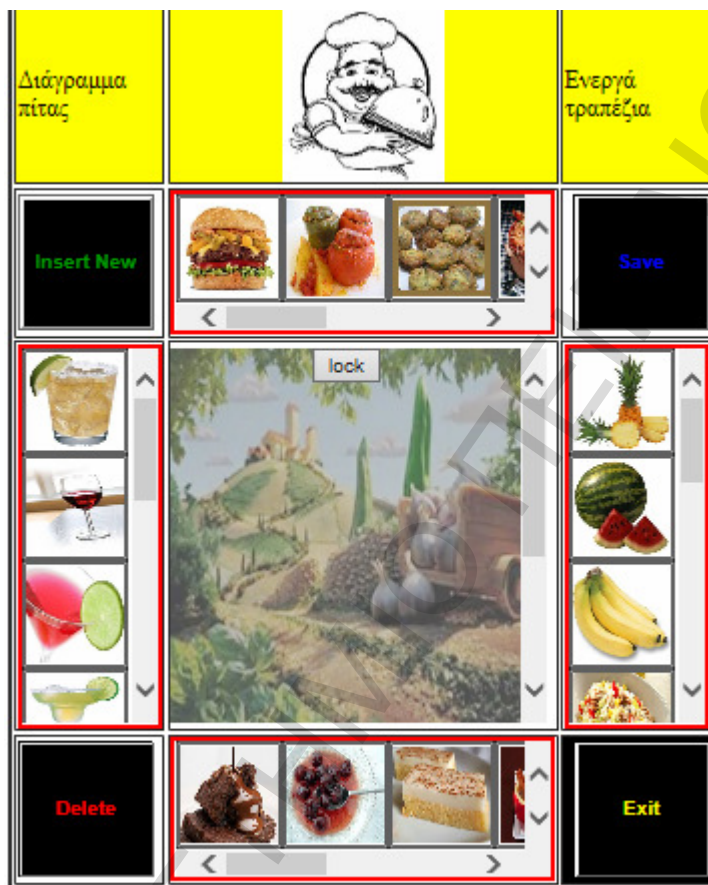 Διάγραμμα
πίτας
Ενεργά
τραπέζια
Insert New
Save
lock
Delete
Exit